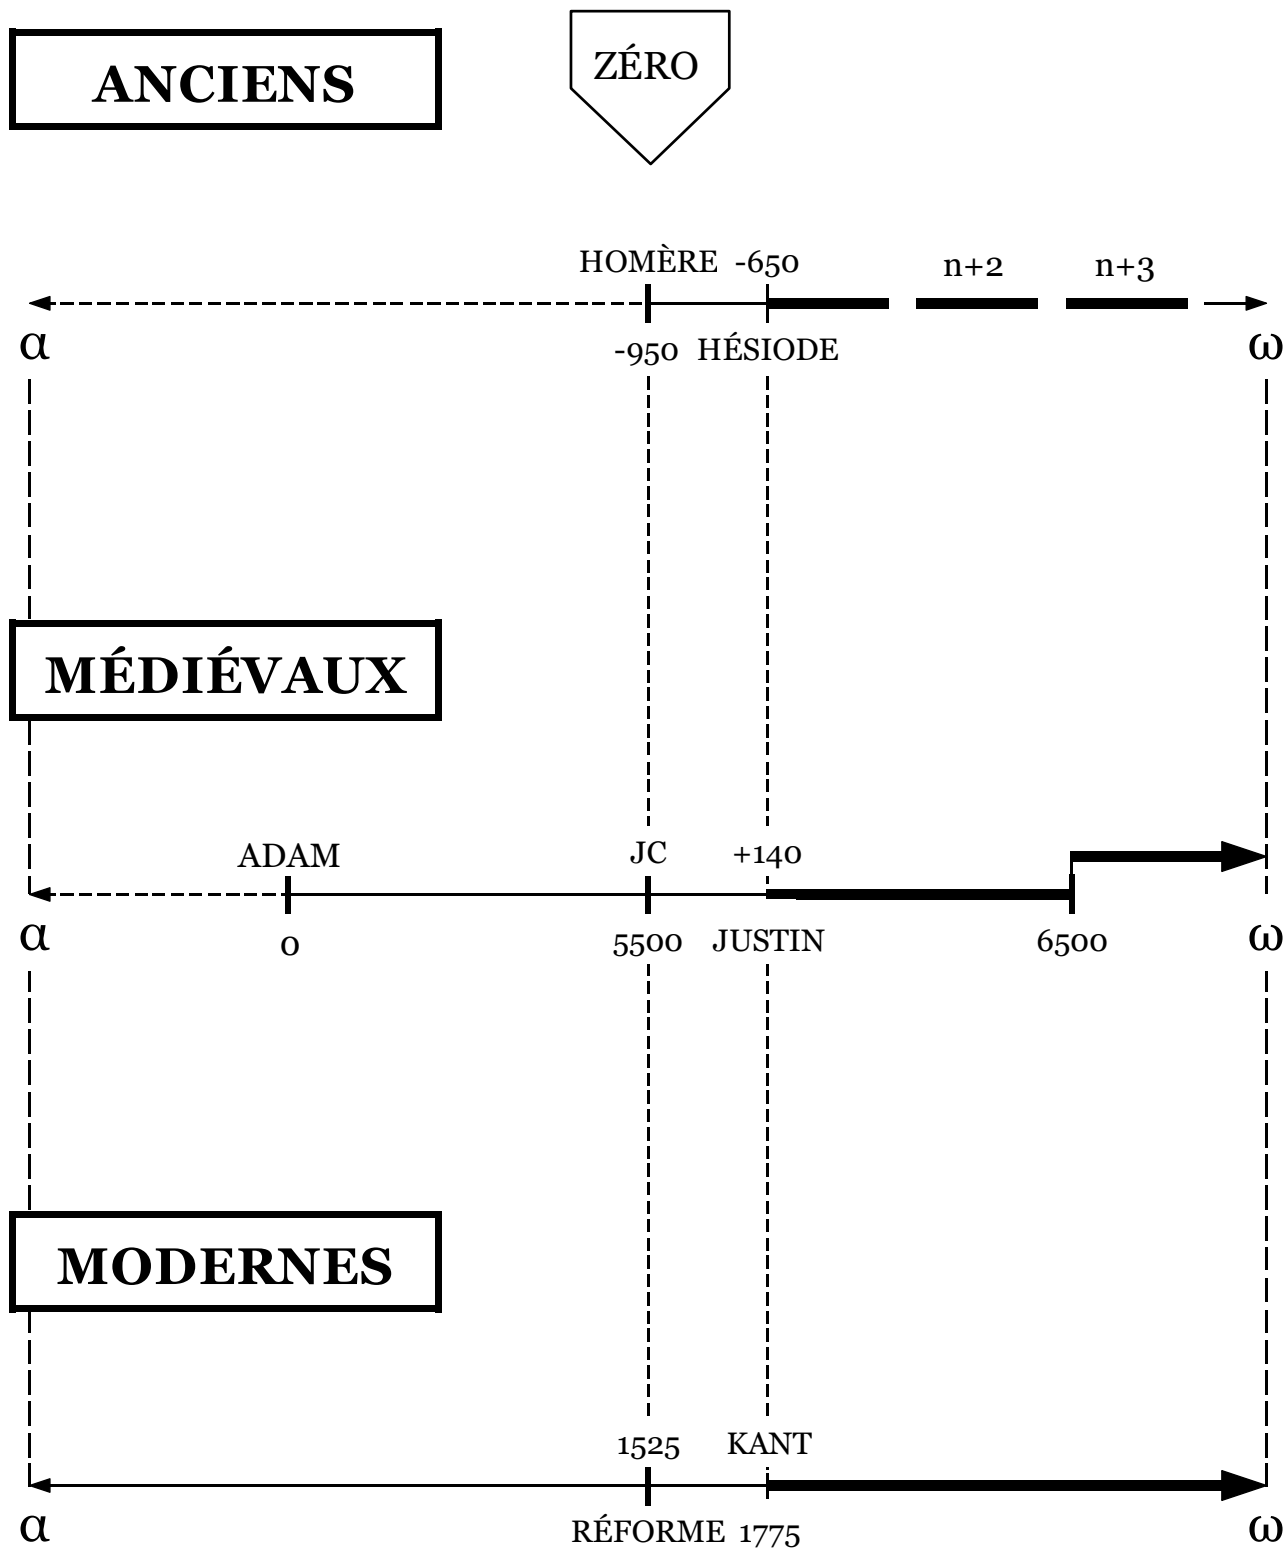 ANCIENS
ZÉRO
HOMÈRE -650 n+2 n+3
α -950 HÉSIODE ω
MÉDIÉVAUX
ADAM JC +140
α 0 5500 JUSTIN 6500 ω
MODERNES
1525 KANT
α RÉFORME 1775 ω